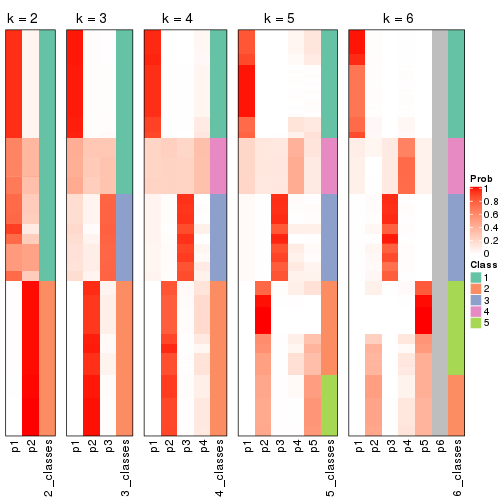 k = 2
k = 3
k = 4
k = 5
k = 6
Prob
1
0.8
0.6
0.4
0.2
0
Class
1
2
3
4
5
p1
p2
2_classes
p1
p2
p3
3_classes
p1
p2
p3
p4
4_classes
p1
p2
p3
p4
p5
5_classes
p1
p2
p3
p4
p5
p6
6_classes